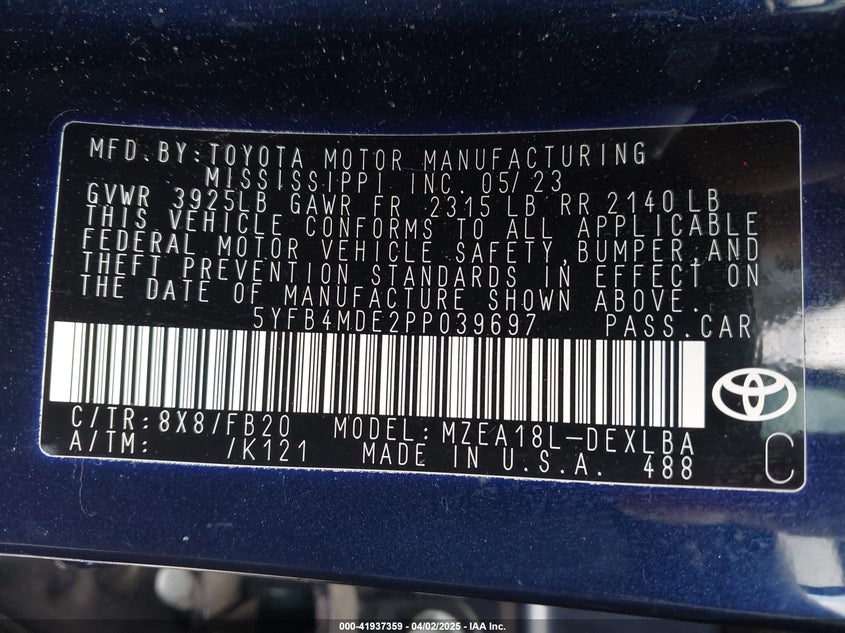 MFD.BY:TOYOTA MOTOR MANUFACTURING
MISSISSIPPI INC. 05/23
GVWR 3925LB GAWR FR 2315 LB RR 2140 LB
THIS VEHICLE CONFORMS TO ALL APPLICABLE
FEDERAL MOTOR VEHICLE SAFETY,BUMPER,AND
THEFT PREVENTION STANDARDS IN EFFECT ON
THE DATE OF MANUFACTURE SHOWN ABOVE.
5YFB4MDE2PP039697 PASS.CAR
C/TR:8X8/FB20 MODEL:MZEA18L-DEXLBA
A/TM: /K121 MADE IN U.S.A. 488 C
000-41937359 | 04/02/2025 | IAA Inc.